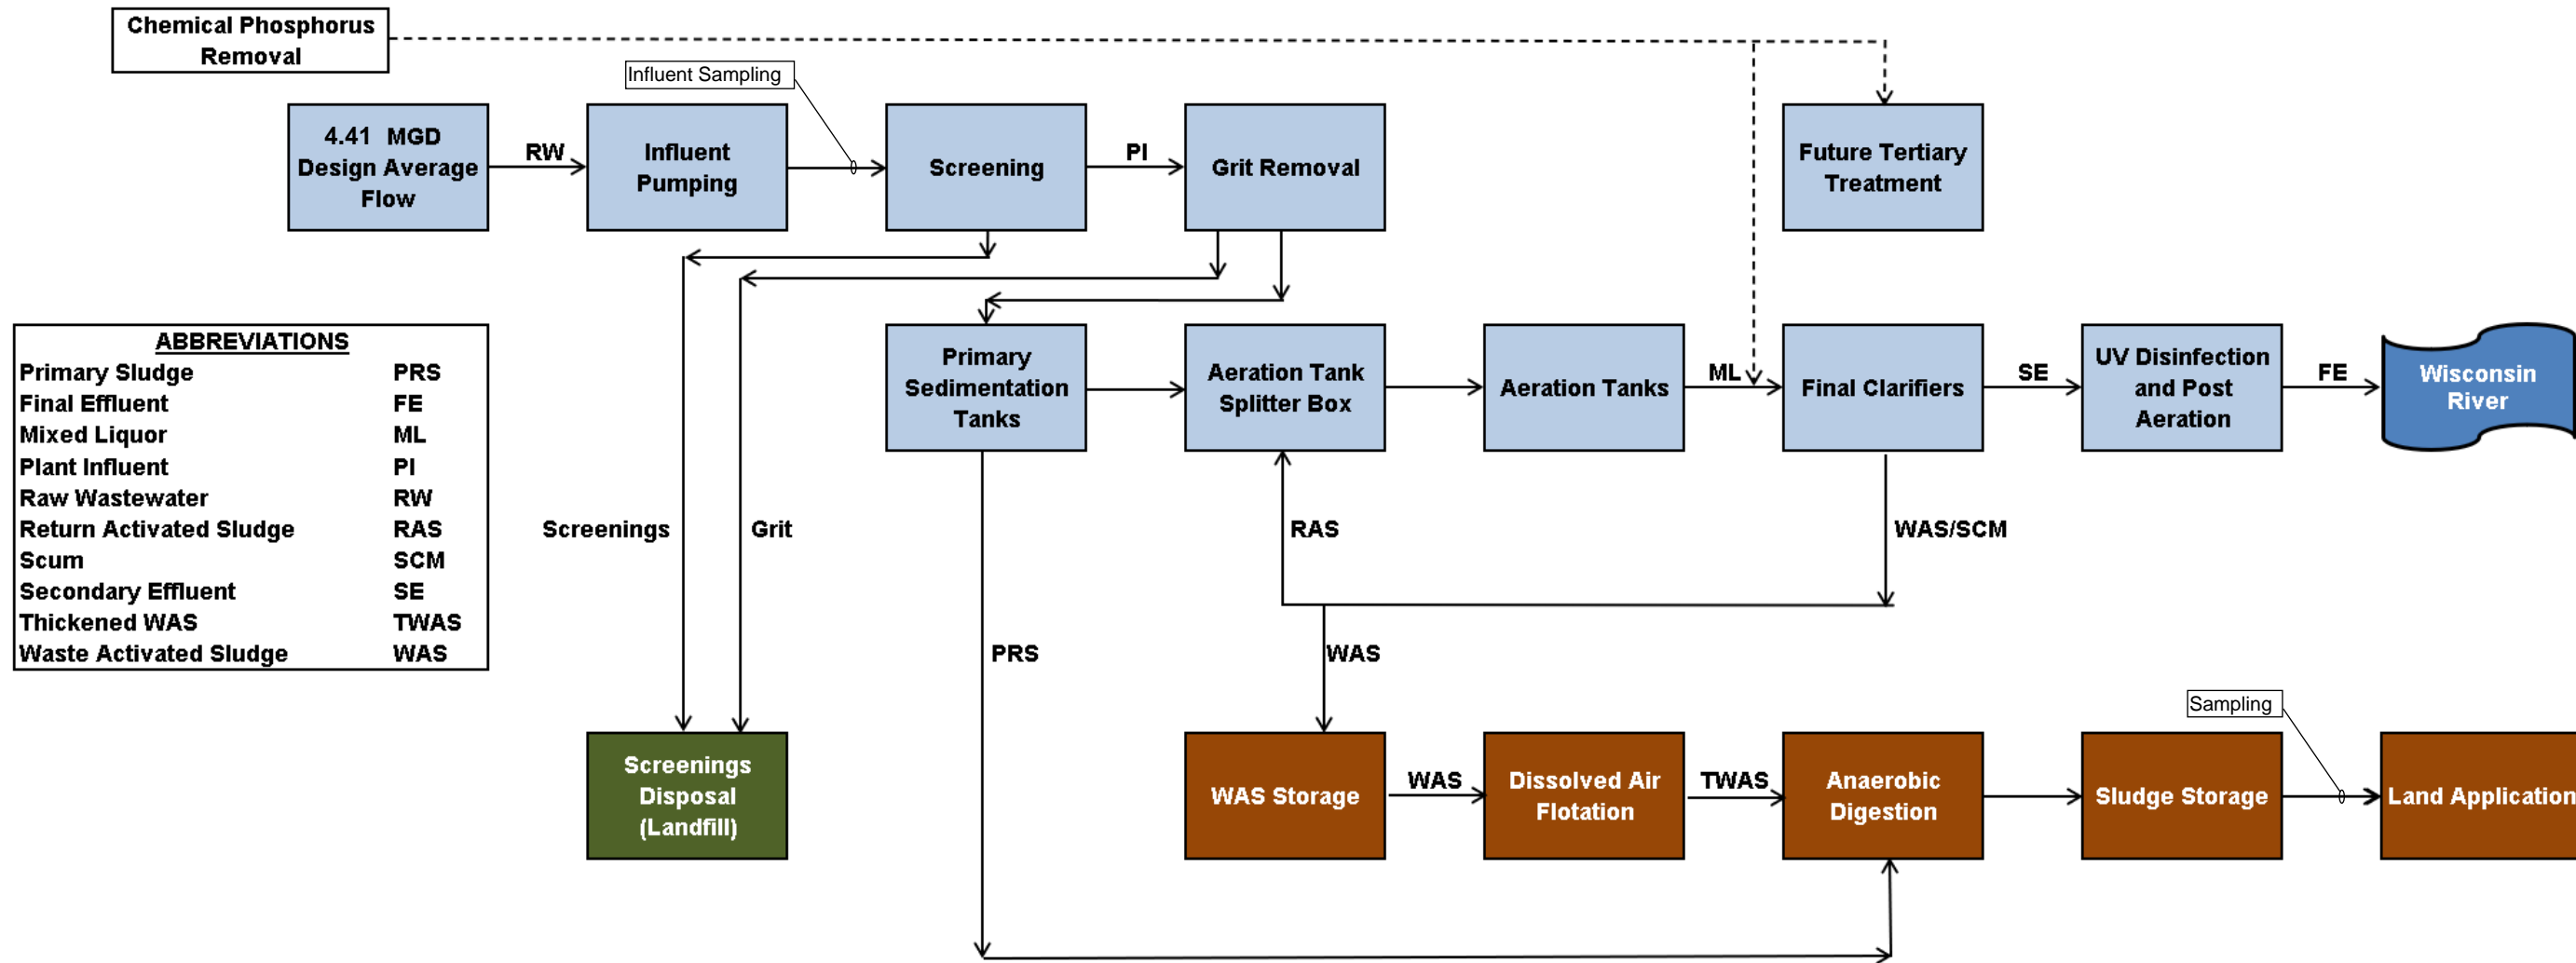 Chemical Phosphorus
Removal
Influent Sampling
4.41 MGD
Design Average
Flow
RW
Influent
Pumping
Screening
PI
Grit Removal
Future Tertiary
Treatment
ABBREVIATIONS
Primary Sludge PRS
Final Effluent FE
Mixed Liquor ML
Plant Influent PI
Raw Wastewater RW
Return Activated Sludge RAS
Scum SCM
Secondary Effluent SE
Thickened WAS TWAS
Waste Activated Sludge WAS
Primary
Sedimentation
Tanks
Aeration Tank
Splitter Box
Aeration Tanks
ML
Final Clarifiers
SE
UV Disinfection
and Post
Aeration
FE
Wisconsin
River
Screenings
Grit
RAS
WAS/SCM
PRS
WAS
Sampling
Screenings
Disposal
(Landfill)
WAS Storage
WAS
Dissolved Air
Flotation
TWAS
Anaerobic
Digestion
Sludge Storage
Land Application